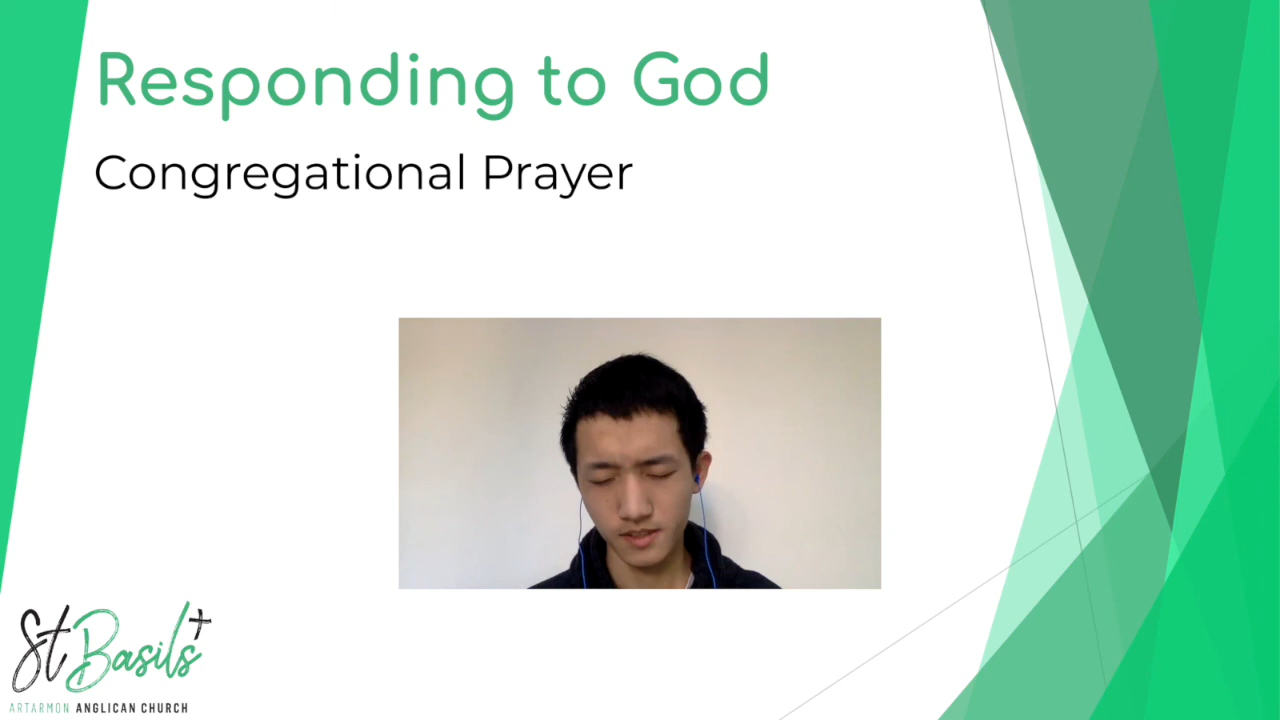 Responding to God
Congregational Prayer
St Basils
ARTARMON ANGLICAN CHURCH